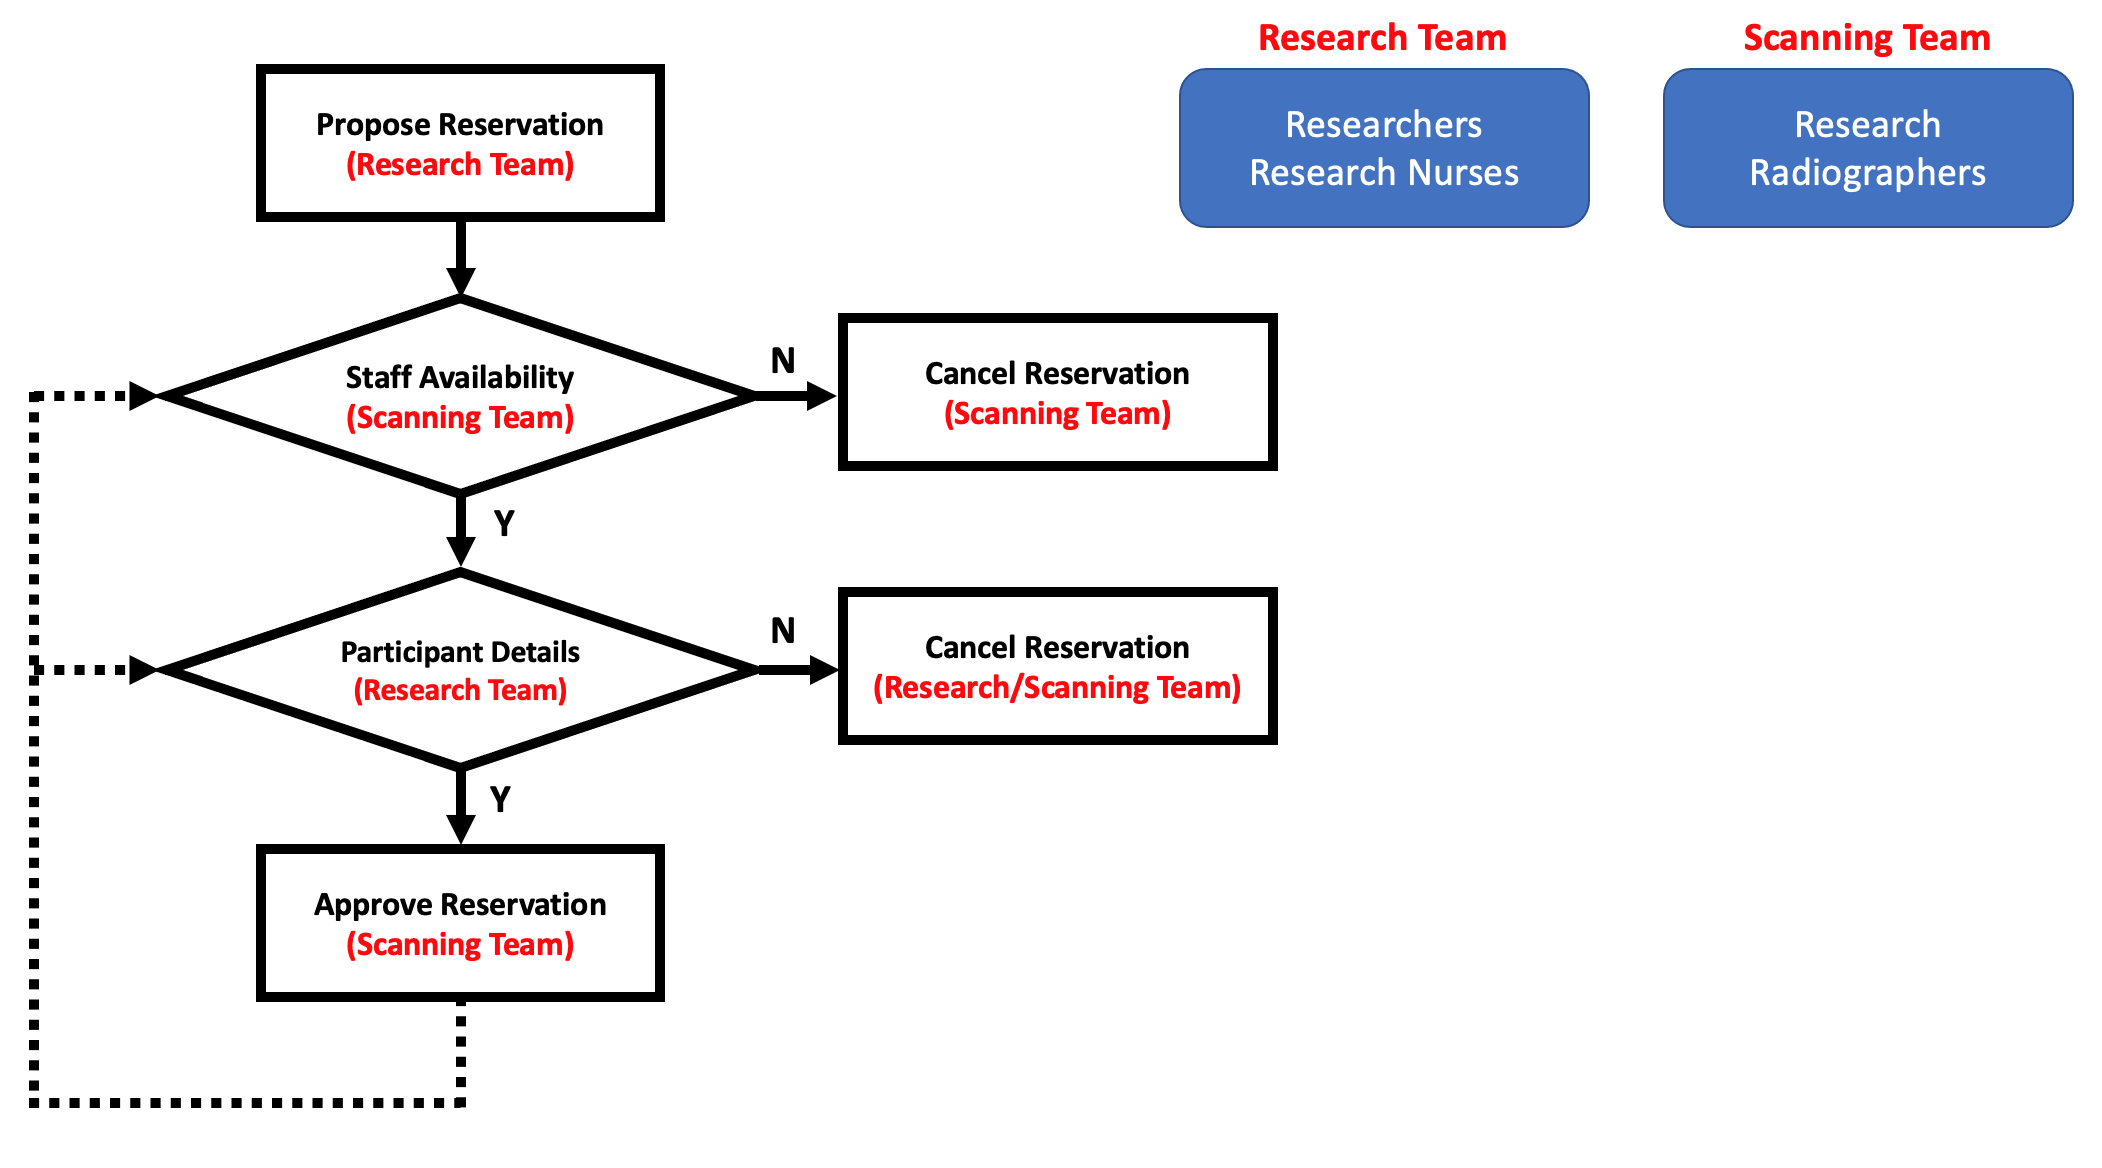 Research Team
Scanning Team
Researchers
Research Nurses
Research
Radiographers
Propose Reservation
(Research Team)
Staff Availability
(Scanning Team)
N
Cancel Reservation
(Scanning Team)
Y
Participant Details
(Research Team)
N
Cancel Reservation
(Research/Scanning Team)
Y
Approve Reservation
(Scanning Team)